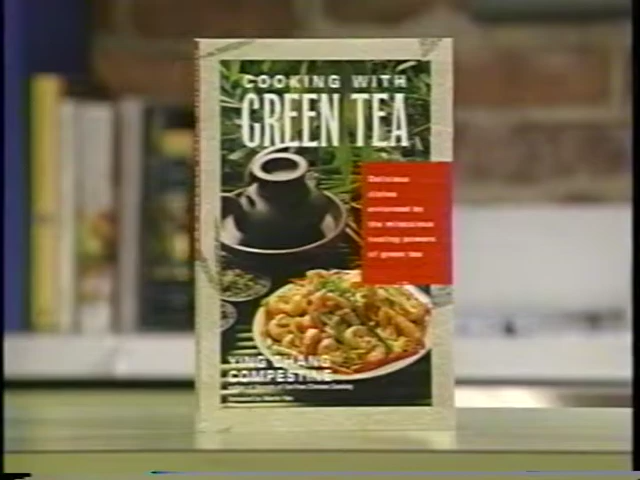 COOKING WITH
GREEN TEA
Delicious
dishes
enhanced by
the miraculous
healing powers
of green tea
YING CHANG
COMPESTINE